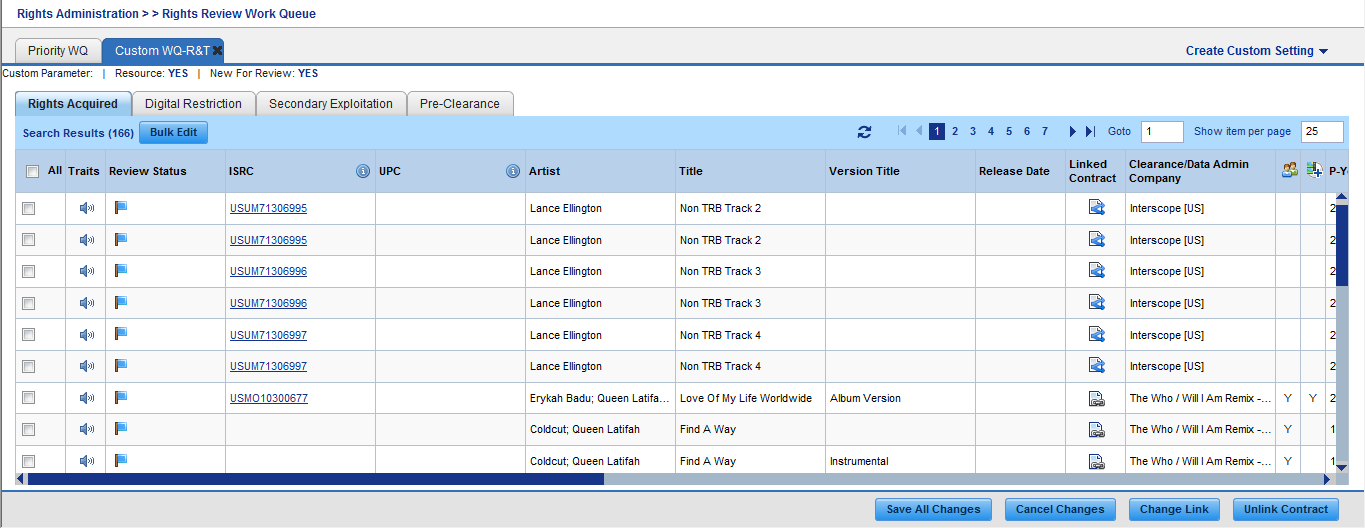 Rights Administration > > Rights Review Work Queue
Priority WQ Custom WQ-R&T Create Custom Setting
Custom Parameter: | Resource: YES | New For Review: YES
Rights Acquired Digital Restriction Secondary Exploitation Pre-Clearance
Search Results (166) Bulk Edit 1 2 3 4 5 6 7 Goto 1 Show item per page 25
All Traits Review Status ISRC UPC Artist Title Version Title Release Date Linked Contract Clearance/Data Admin Company
USUM71306995 Lance Ellington Non TRB Track 2 Interscope [US] 2
USUM71306995 Lance Ellington Non TRB Track 2 Interscope [US] 2
USUM71306996 Lance Ellington Non TRB Track 3 Interscope [US] 2
USUM71306996 Lance Ellington Non TRB Track 3 Interscope [US] 2
USUM71306997 Lance Ellington Non TRB Track 4 Interscope [US] 2
USUM71306997 Lance Ellington Non TRB Track 4 Interscope [US] 2
USMO10300677 Erykah Badu; Queen Latifa... Love Of My Life Worldwide Album Version The Who / Will I Am Remix -... Y Y 2
Coldcut; Queen Latifah Find A Way The Who / Will I Am Remix -... Y 1
Coldcut; Queen Latifah Find A Way Instrumental The Who / Will I Am Remix -... Y 1
Save All Changes Cancel Changes Change Link Unlink Contract